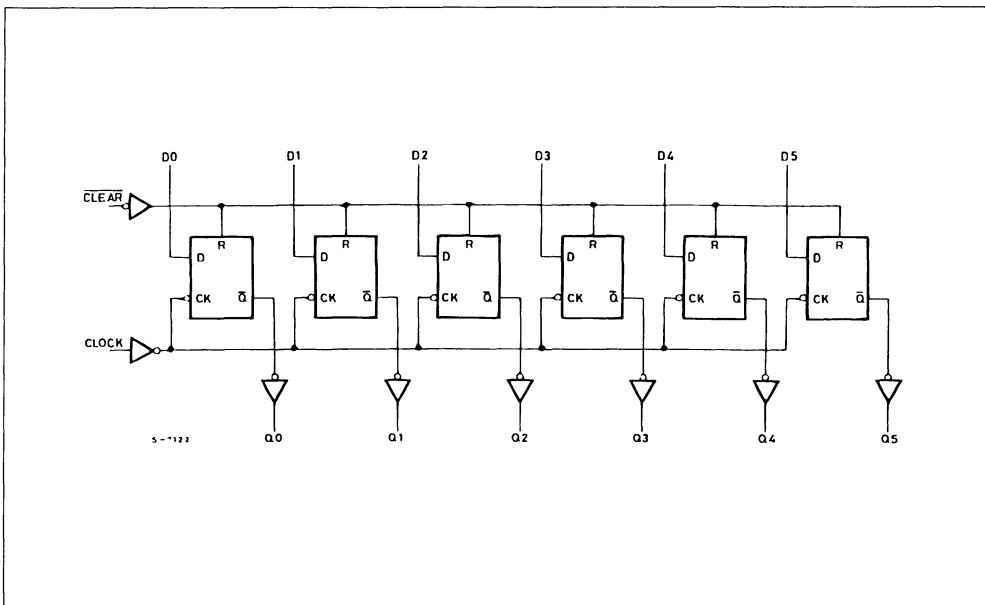 D0 D1 D2 D3 D4 D5
C̅L̅E̅A̅R̅
R R R R R R
D D D D D D
CK Q̅ CK Q̅ CK Q̅ CK Q̅ CK Q̅ CK Q̅
CLOCK
Q0 Q1 Q2 Q3 Q4 Q5